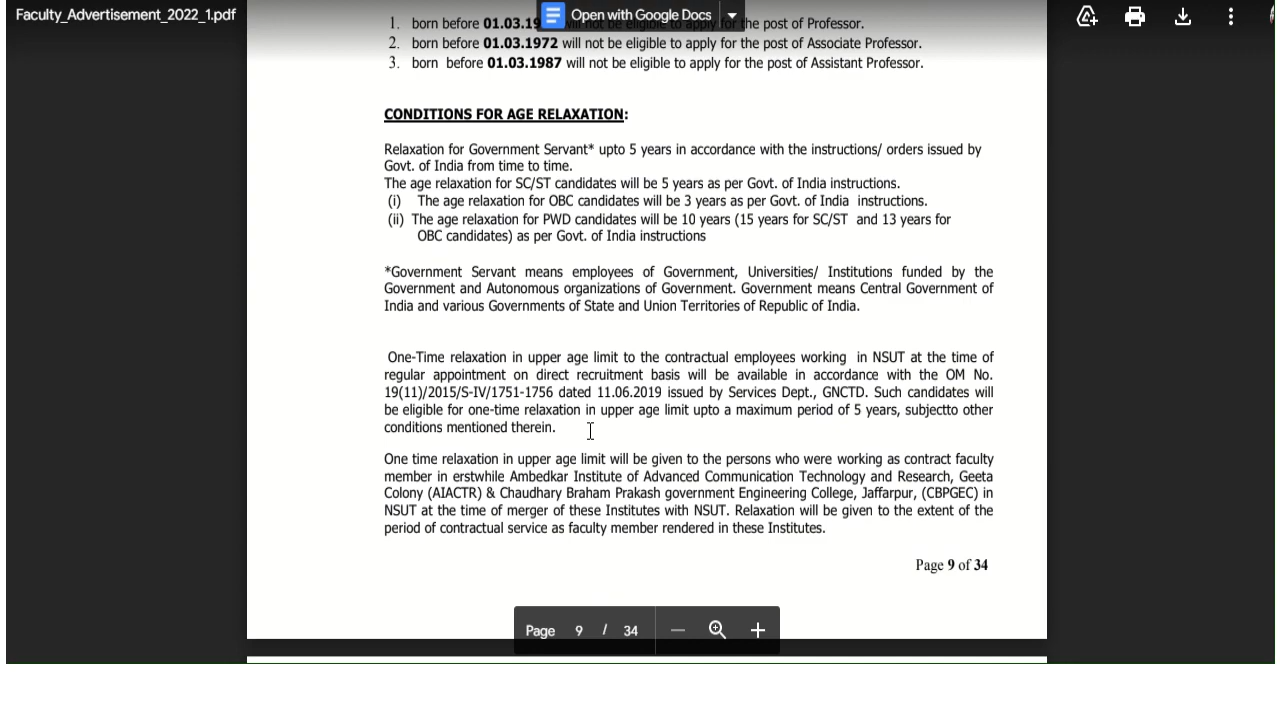 Faculty_Advertisement_2022_1.pdf
Open with Google Docs
1. born before 01.03.19 the post of Professor.
2. born before 01.03.1972 will not be eligible to apply for the post of Associate Professor.
3. born before 01.03.1987 will not be eligible to apply for the post of Assistant Professor.
CONDITIONS FOR AGE RELAXATION:
Relaxation for Government Servant* upto 5 years in accordance with the instructions/ orders issued by
Govt. of India from time to time.
The age relaxation for SC/ST candidates will be 5 years as per Govt. of India instructions.
(i) The age relaxation for OBC candidates will be 3 years as per Govt. of India instructions.
(ii) The age relaxation for PWD candidates will be 10 years (15 years for SC/ST and 13 years for
OBC candidates) as per Govt. of India instructions
*Government Servant means employees of Government, Universities/ Institutions funded by the
Government and Autonomous organizations of Government. Government means Central Government of
India and various Governments of State and Union Territories of Republic of India.
One-Time relaxation in upper age limit to the contractual employees working in NSUT at the time of
regular appointment on direct recruitment basis will be available in accordance with the OM No.
19(11)/2015/S-IV/1751-1756 dated 11.06.2019 issued by Services Dept., GNCTD. Such candidates will
be eligible for one-time relaxation in upper age limit upto a maximum period of 5 years, subjectto other
conditions mentioned therein.
One time relaxation in upper age limit will be given to the persons who were working as contract faculty
member in erstwhile Ambedkar Institute of Advanced Communication Technology and Research, Geeta
Colony (AIACTR) & Chaudhary Braham Prakash government Engineering College, Jaffarpur, (CBPGEC) in
NSUT at the time of merger of these Institutes with NSUT. Relaxation will be given to the extent of the
period of contractual service as faculty member rendered in these Institutes.
Page 9 of 34
Page 9 / 34